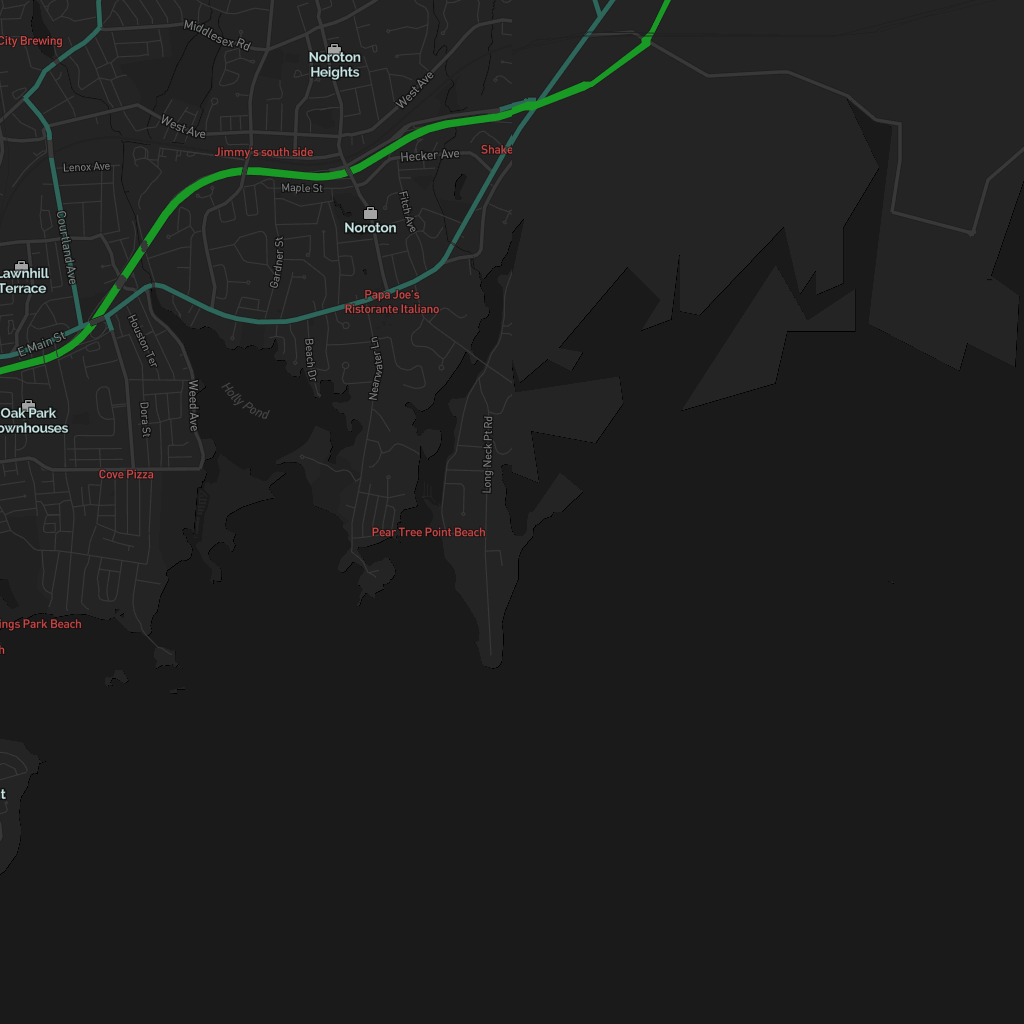 Middlesex Rd
City Brewing
Noroton
Heights
West Ave
West Ave
Jimmy's south side
Shake
Hecker Ave
Lenox Ave
Maple St
Fitch Ave
Noroton
Courtland Ave
Gardner St
Lawnhill
Terrace
Papa Joe's
Ristorante Italiano
E Main St
Houston Ter
Beach Dr
Nearwater Ln
Holly Pond
Weed Ave
Dora St
Oak Park
ownhouses
Long Neck Pt Rd
Cove Pizza
Pear Tree Point Beach
ings Park Beach
h
t